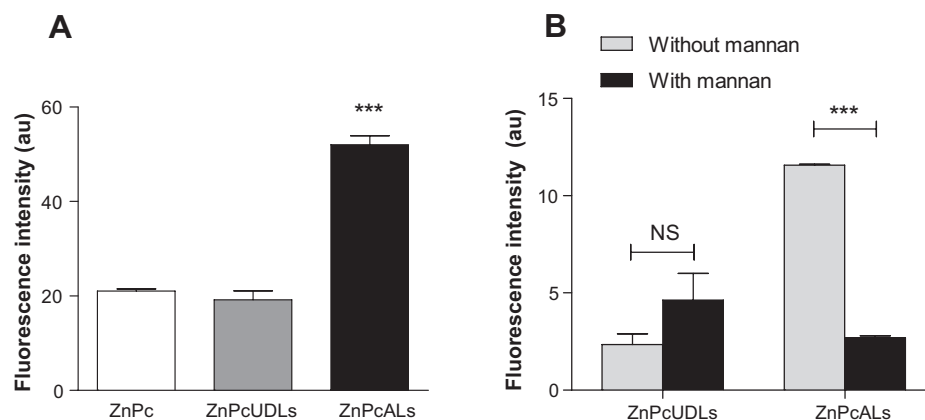 A
Fluorescence intensity (au)
60
40
20
0
***
ZnPc
ZnPcUDLs
ZnPcALs
B
Without mannan
With mannan
Fluorescence intensity (au)
15
10
5
0
NS
***
ZnPcUDLs
ZnPcALs